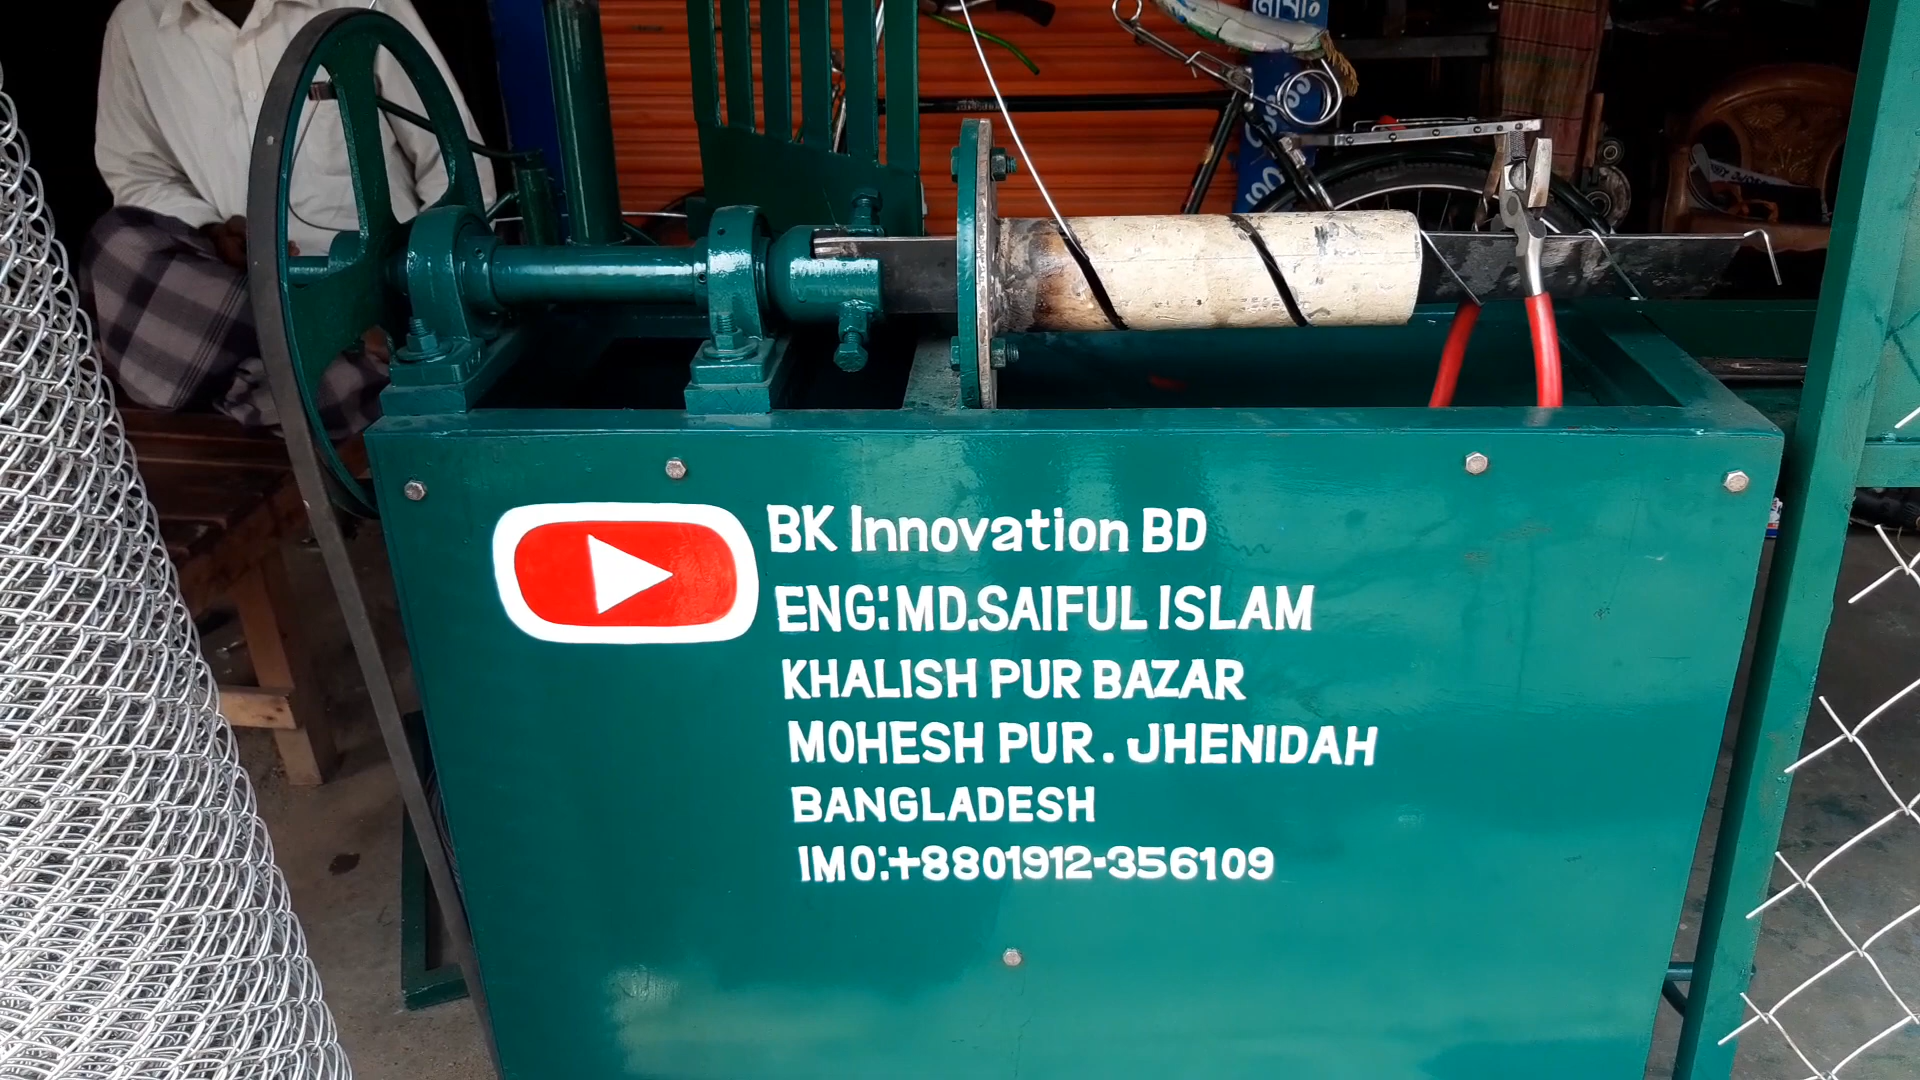 BK Innovation BD
ENG:MD.SAIFUL ISLAM
KHALISH PUR BAZAR
MOHESH PUR. JHENIDAH
BANGLADESH
IMO:+8801912-356109